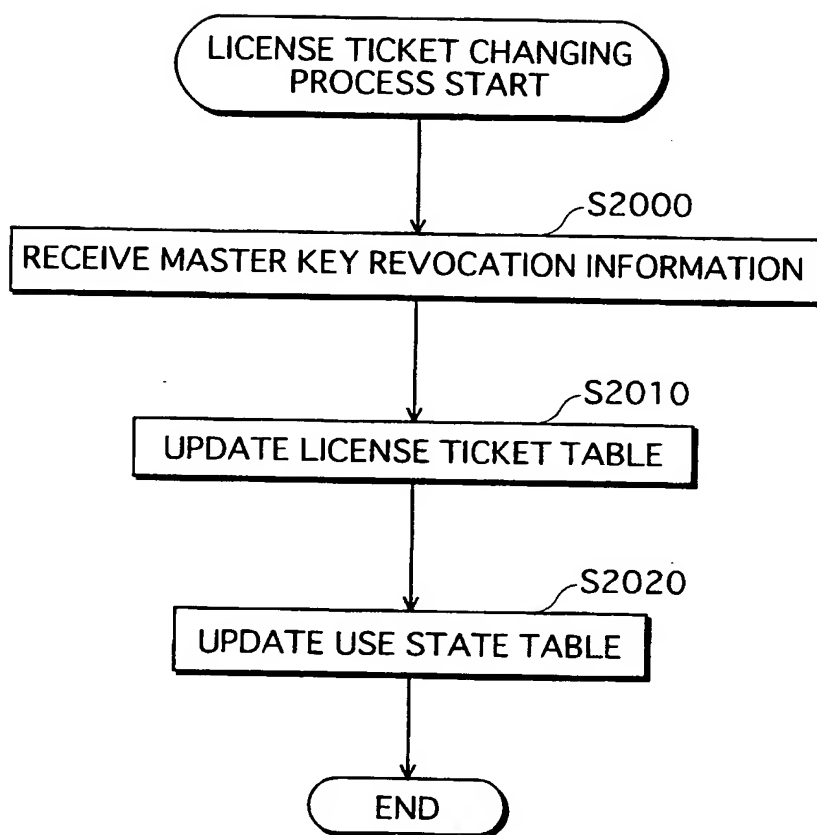 LICENSE TICKET CHANGING
PROCESS START
S2000
RECEIVE MASTER KEY REVOCATION INFORMATION
S2010
UPDATE LICENSE TICKET TABLE
S2020
UPDATE USE STATE TABLE
END